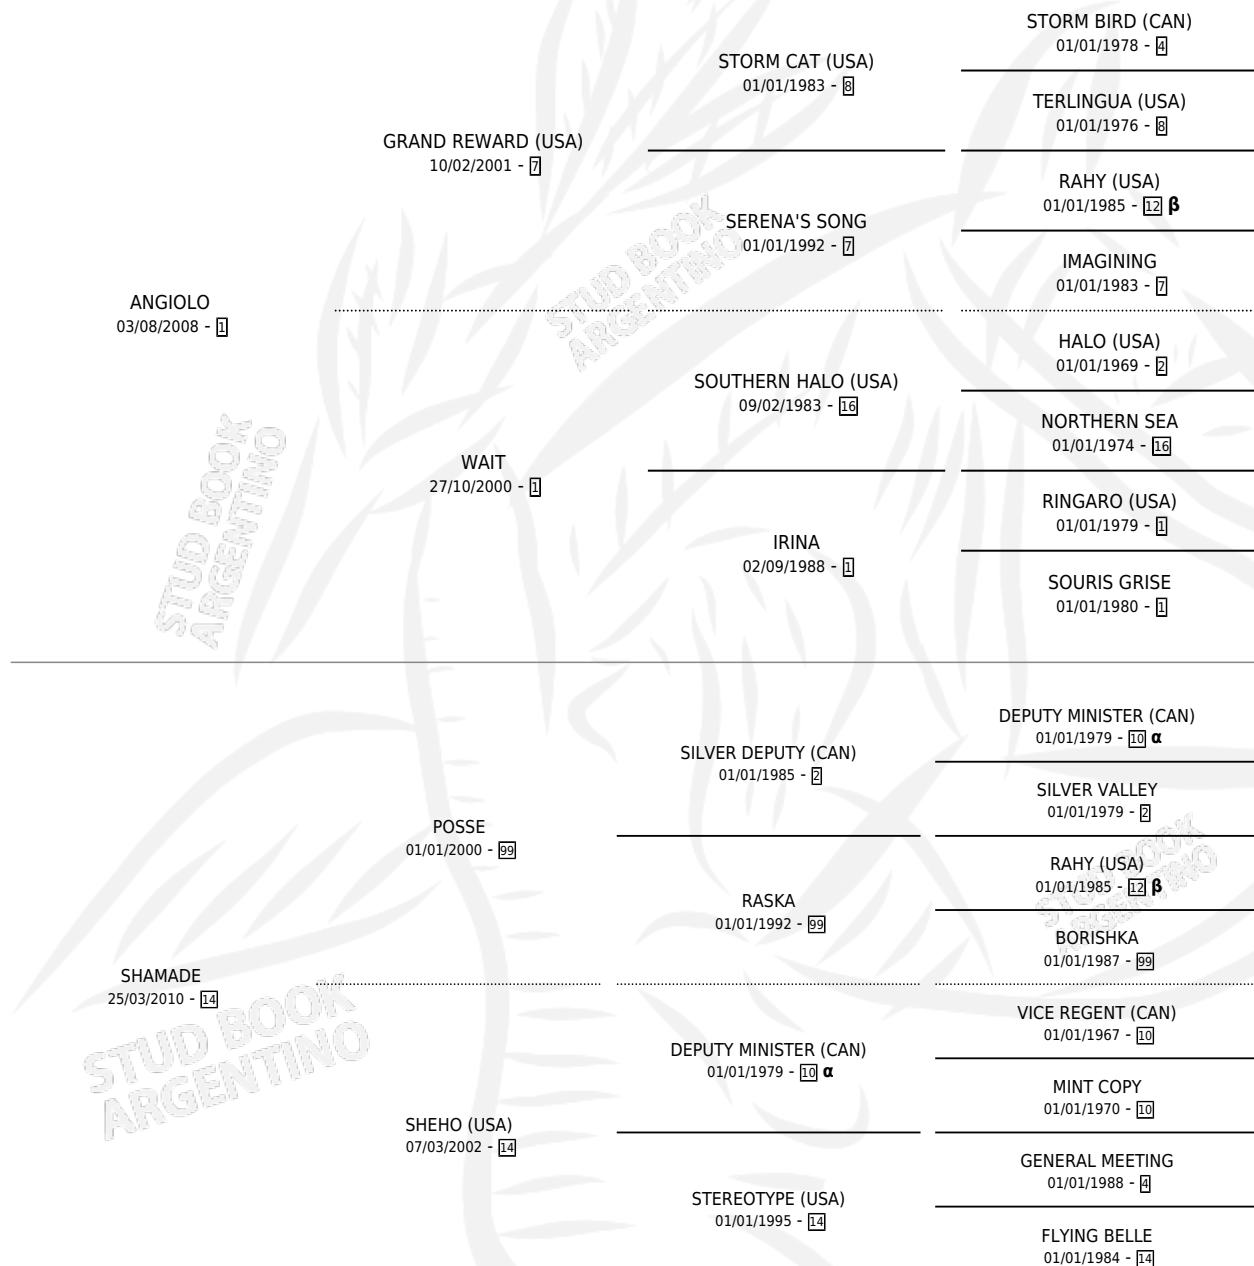 STORM BIRD (CAN)
01/01/1978 - 4
STORM CAT (USA)
01/01/1983 - 8
TERLINGUA (USA)
01/01/1976 - 8
GRAND REWARD (USA)
10/02/2001 - 7
RAHY (USA)
01/01/1985 - 12 β
SERENA'S SONG
01/01/1992 - 7
IMAGINING
01/01/1983 - 7
ANGIOLO
03/08/2008 - 1
HALO (USA)
01/01/1969 - 2
SOUTHERN HALO (USA)
09/02/1983 - 16
NORTHERN SEA
01/01/1974 - 16
WAIT
27/10/2000 - 1
RINGARO (USA)
01/01/1979 - 1
IRINA
02/09/1988 - 1
SOURIS GRISE
01/01/1980 - 1
DEPUTY MINISTER (CAN)
01/01/1979 - 10 α
SILVER DEPUTY (CAN)
01/01/1985 - 2
SILVER VALLEY
01/01/1979 - 2
POSSE
01/01/2000 - 99
RAHY (USA)
01/01/1985 - 12 β
RASKA
01/01/1992 - 99
BORISHKA
01/01/1987 - 99
SHAMADE
25/03/2010 - 14
VICE REGENT (CAN)
01/01/1967 - 10
DEPUTY MINISTER (CAN)
01/01/1979 - 10 α
MINT COPY
01/01/1970 - 10
SHEHO (USA)
07/03/2002 - 14
GENERAL MEETING
01/01/1988 - 4
STEREOTYPE (USA)
01/01/1995 - 14
FLYING BELLE
01/01/1984 - 14
STUD BOOK
ARGENTINO
STUD BOOK
ARGENTINO
STUD BOOK
ARGENTINO
STUD BOOK
ARGENTINO